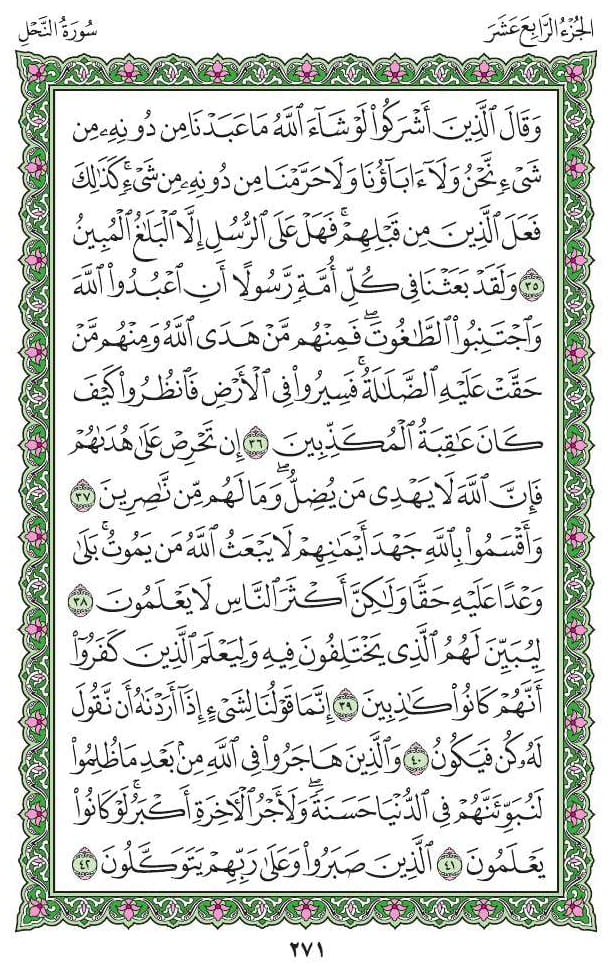 الجزء الرابع عشر
سورة النحل
وَقَالَ ٱلَّذِينَ أَشْرَكُوا۟ لَوْ شَآءَ ٱللَّهُ مَا عَبَدْنَا مِن دُونِهِۦ مِن
شَىْءٍ نَّحْنُ وَلَآ ءَابَآؤُنَا وَلَا حَرَّمْنَا مِن دُونِهِۦ مِن شَىْءٍ ۚ كَذَٰلِكَ
فَعَلَ ٱلَّذِينَ مِن قَبْلِهِمْ ۚ فَهَلْ عَلَى ٱلرُّسُلِ إِلَّا ٱلْبَلَٰغُ ٱلْمُبِينُ
٣٥ وَلَقَدْ بَعَثْنَا فِى كُلِّ أُمَّةٍ رَّسُولًا أَنِ ٱعْبُدُوا۟ ٱللَّهَ
وَٱجْتَنِبُوا۟ ٱلطَّٰغُوتَ ۖ فَمِنْهُم مَّنْ هَدَى ٱللَّهُ وَمِنْهُم مَّنْ
حَقَّتْ عَلَيْهِ ٱلضَّلَٰلَةُ ۚ فَسِيرُوا۟ فِى ٱلْأَرْضِ فَٱنظُرُوا۟ كَيْفَ
كَانَ عَٰقِبَةُ ٱلْمُكَذِّبِينَ ٣٦ إِن تَحْرِصْ عَلَىٰ هُدَىٰهُمْ
فَإِنَّ ٱللَّهَ لَا يَهْدِى مَن يُضِلُّ ۖ وَمَا لَهُم مِّن نَّٰصِرِينَ ٣٧
وَأَقْسَمُوا۟ بِٱللَّهِ جَهْدَ أَيْمَٰنِهِمْ لَا يَبْعَثُ ٱللَّهُ مَن يَمُوتُ ۚ بَلَىٰ
وَعْدًا عَلَيْهِ حَقًّا وَلَٰكِنَّ أَكْثَرَ ٱلنَّاسِ لَا يَعْلَمُونَ ٣٨
لِيُبَيِّنَ لَهُمُ ٱلَّذِى يَخْتَلِفُونَ فِيهِ وَلِيَعْلَمَ ٱلَّذِينَ كَفَرُوٓا۟
أَنَّهُمْ كَانُوا۟ كَٰذِبِينَ ٣٩ إِنَّمَا قَوْلُنَا لِشَىْءٍ إِذَآ أَرَدْنَٰهُ أَن نَّقُولَ
لَهُۥ كُن فَيَكُونُ ٤٠ وَٱلَّذِينَ هَاجَرُوا۟ فِى ٱللَّهِ مِنۢ بَعْدِ مَا ظُلِمُوا۟
لَنُبَوِّئَنَّهُمْ فِى ٱلدُّنْيَا حَسَنَةً ۖ وَلَأَجْرُ ٱلْءَاخِرَةِ أَكْبَرُ ۚ لَوْ كَانُوا۟
يَعْلَمُونَ ٤١ ٱلَّذِينَ صَبَرُوا۟ وَعَلَىٰ رَبِّهِمْ يَتَوَكَّلُونَ ٤٢
٢٧١